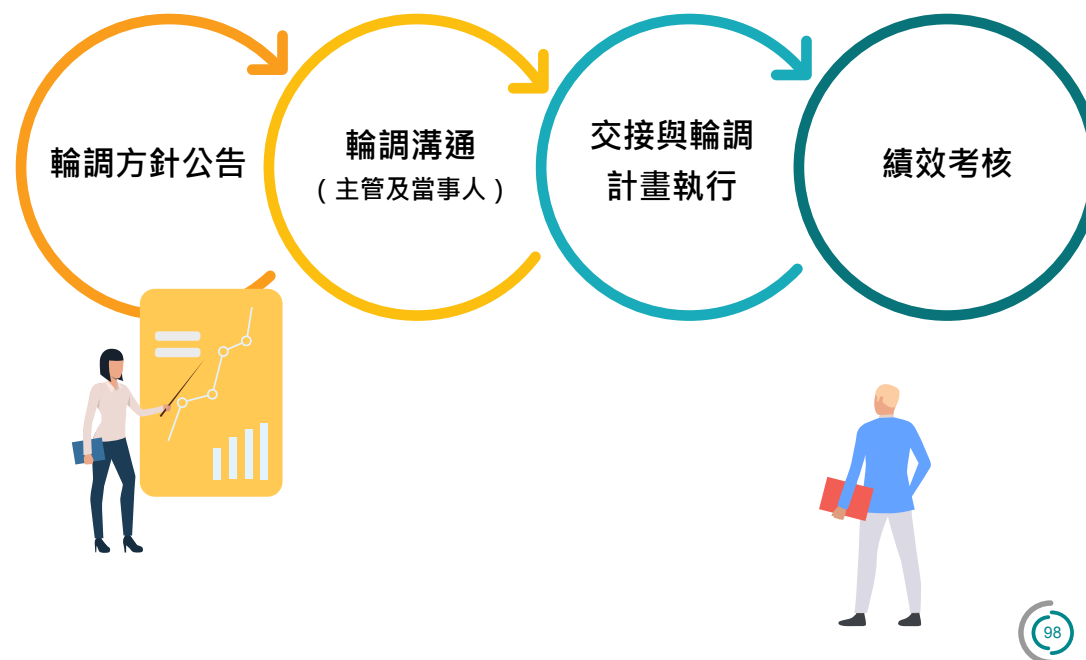 輪調方針公告
輪調溝通
(主管及當事人)
交接與輪調
計畫執行
績效考核
98